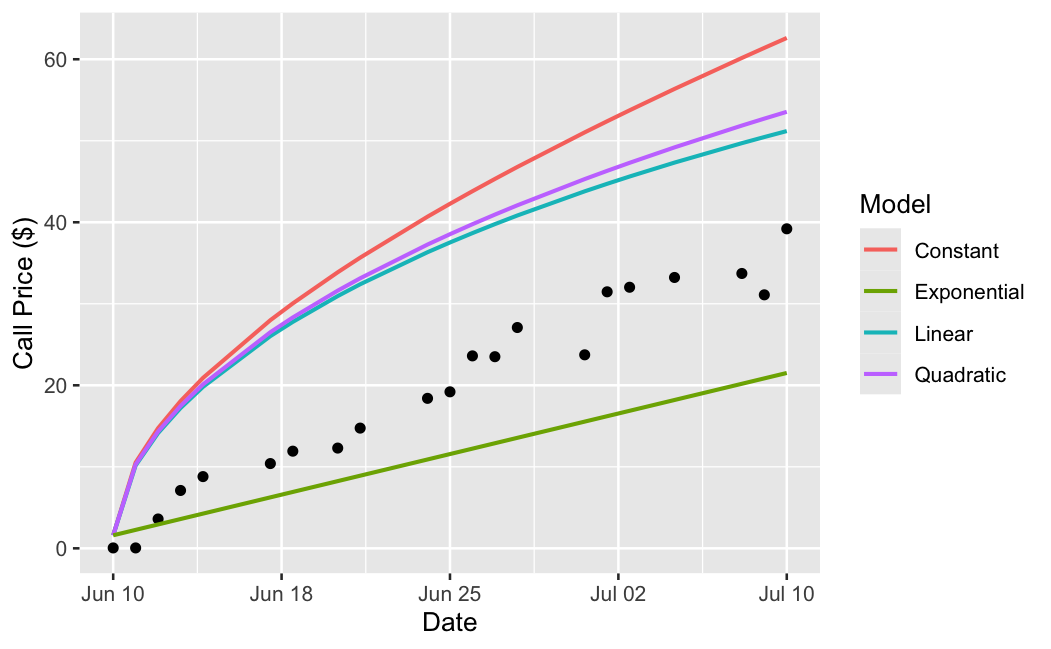 Call Price ($)
60
40
20
0
Jun 10
Jun 18
Jun 25
Jul 02
Jul 10
Date
Model
Constant
Exponential
Linear
Quadratic